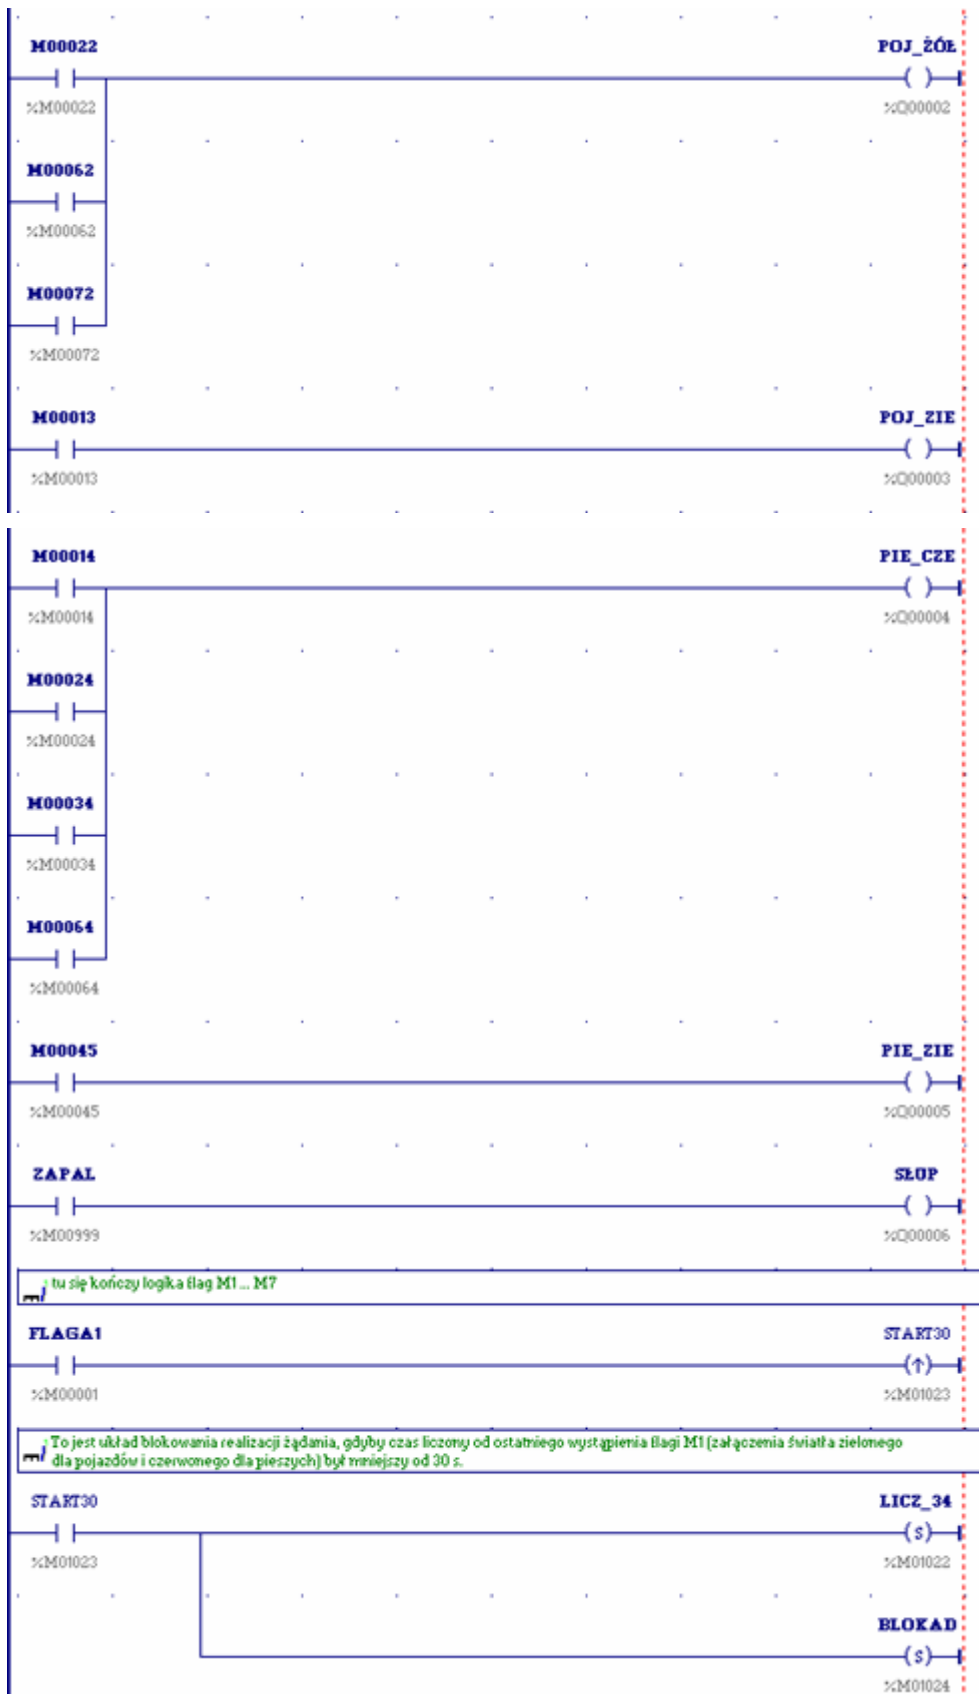 M00022 POJ_ŻÓŁ
( )
%M00022 %Q00002
M00062
%M00062
M00072
%M00072
M00013 POJ_ZIE
( )
%M00013 %Q00003
M00014 PIE_CZE
( )
%M00014 %Q00004
M00024
%M00024
M00034
%M00034
M00064
%M00064
M00045 PIE_ZIE
( )
%M00045 %Q00005
ZAPAL SŁUP
( )
%M00999 %Q00006
tu się kończy logika flag M1 ... M7
FLAGA1 START30
(↑)
%M00001 %M01023
To jest układ blokowania realizacji żądania, gdyby czas liczony od ostatniego wystąpienia flagi M1 (załączenia światła zielonego
dla pojazdów i czerwonego dla pieszych) był mniejszy od 30 s.
START30 LICZ_34
(S)
%M01023 %M01022
BLOKAD
(S)
%M01024